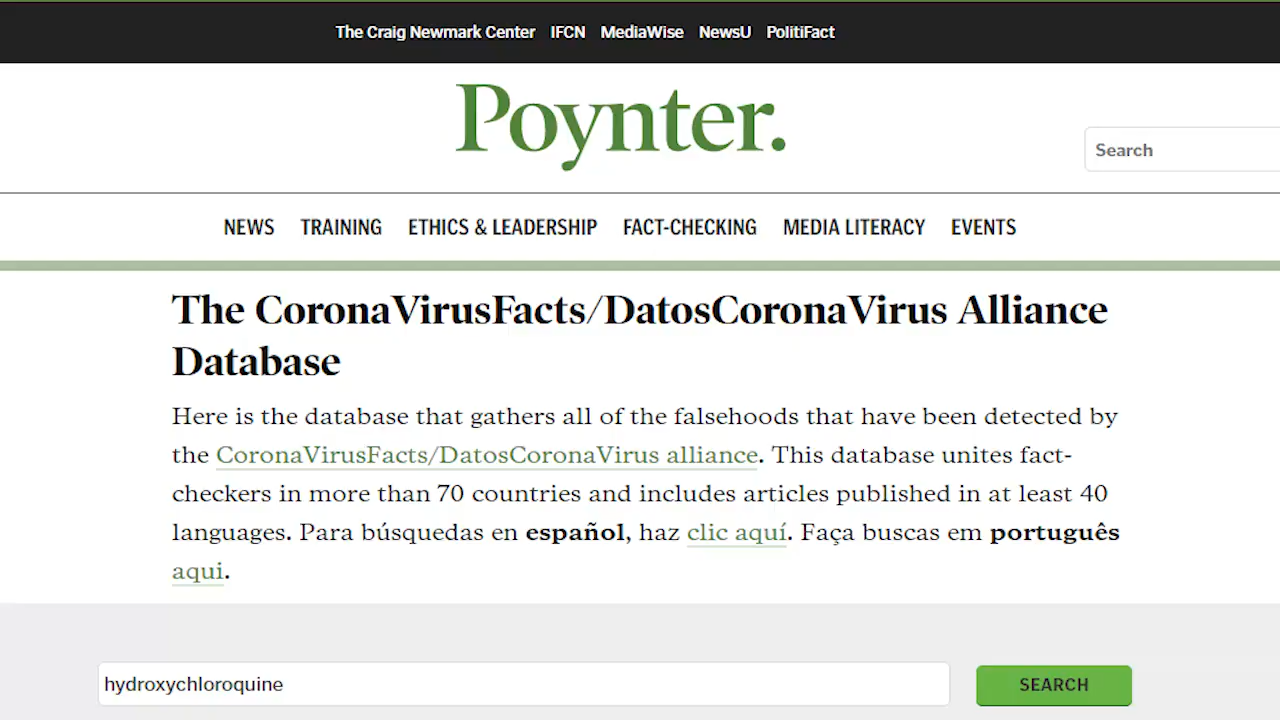 The Craig Newmark Center IFCN MediaWise NewsU PolitiFact
Poynter.
Search
NEWS TRAINING ETHICS & LEADERSHIP FACT-CHECKING MEDIA LITERACY EVENTS
The CoronaVirusFacts/DatosCoronaVirus Alliance
Database
Here is the database that gathers all of the falsehoods that have been detected by
the CoronaVirusFacts/DatosCoronaVirus alliance. This database unites fact-
checkers in more than 70 countries and includes articles published in at least 40
languages. Para búsquedas en español, haz clic aquí. Faça buscas em português
aqui.
hydroxychloroquine SEARCH